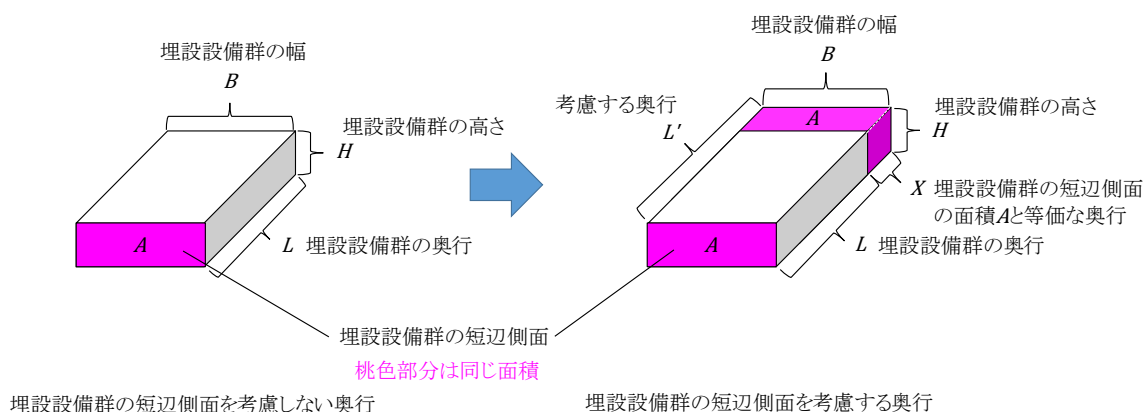 埋設設備群の幅
B
埋設設備群の高さ
H
A
L 埋設設備群の奥行
埋設設備群の幅
B
考慮する奥行
L′
A
埋設設備群の高さ
H
X 埋設設備群の短辺側面
の面積Aと等価な奥行
A
L 埋設設備群の奥行
埋設設備群の短辺側面
桃色部分は同じ面積
埋設設備群の短辺側面を考慮しない奥行
埋設設備群の短辺側面を考慮する奥行